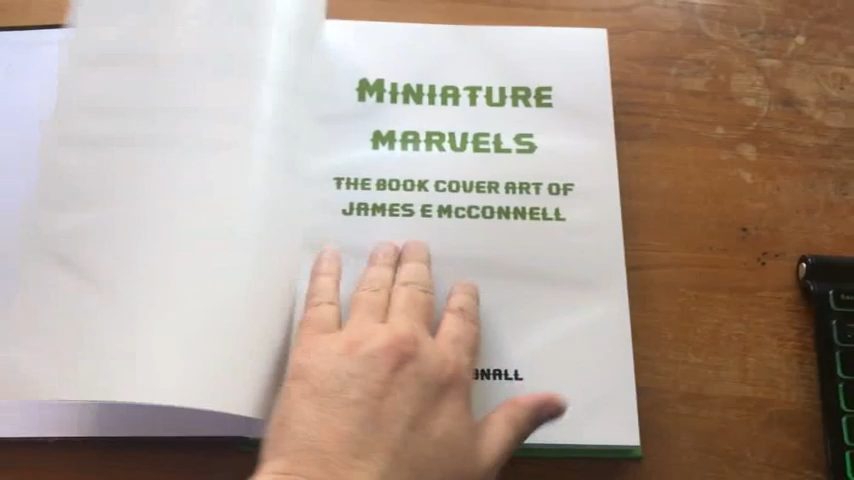 MINIATURE
MARVELS
THE BOOK COVER ART OF
JAMES E MCCONNELL